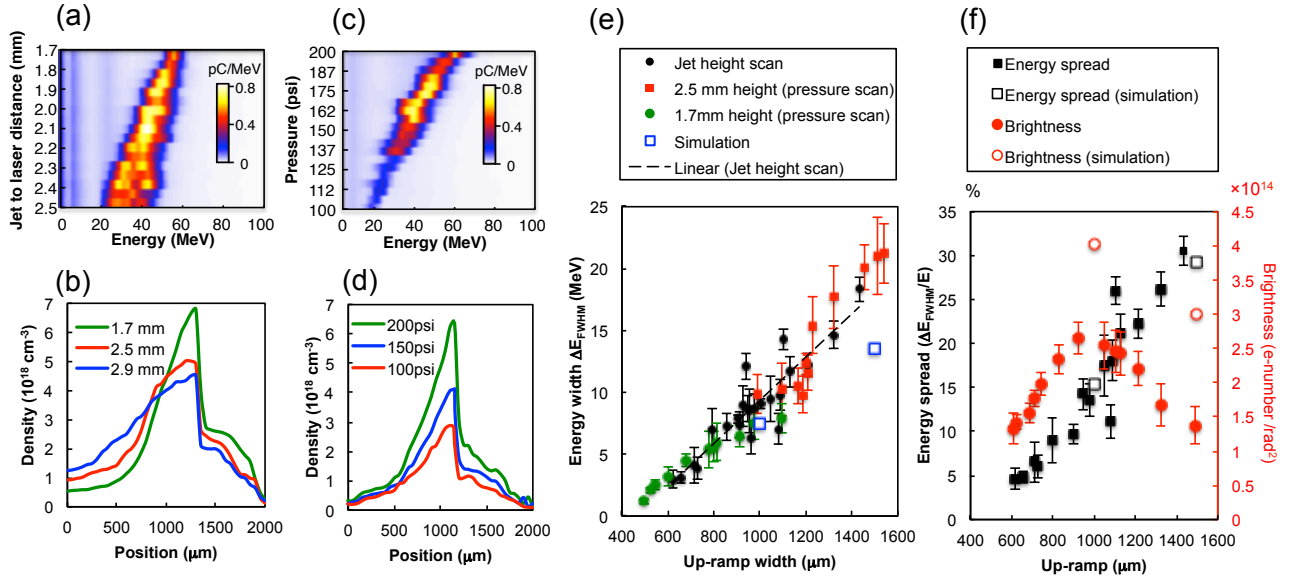 (a)
Jet to laser distance (mm)
1.7
1.8
1.9
2.0
2.1
2.2
2.3
2.4
2.5
pC/MeV
0.8
0.4
0
0 20 40 60 80 100
Energy (MeV)
(b)
Density (10¹⁸ cm⁻³)
7
6
5
4
3
2
1
0
1.7 mm
2.5 mm
2.9 mm
0 500 1000 1500 2000
Position (μm)
(c)
Pressure (psi)
200
187
175
162
150
137
125
112
100
pC/MeV
0.8
0.4
0
0 20 40 60 80 100
Energy (MeV)
(d)
Density (10¹⁸ cm⁻³)
7
6
5
4
3
2
1
0
200psi
150psi
100psi
0 500 1000 1500 2000
Position (μm)
(e)
Jet height scan
2.5 mm height (pressure scan)
1.7mm height (pressure scan)
Simulation
Linear (Jet height scan)
Energy width ΔE_FWHM (MeV)
25
20
15
10
5
0
400 600 800 1000 1200 1400 1600
Up-ramp width (μm)
(f)
Energy spread
Energy spread (simulation)
Brightness
Brightness (simulation)
%
×10¹⁴
Energy spread (ΔE_FWHM/E)
35
30
25
20
15
10
5
0
4.5
4
3.5
3
2.5
2
1.5
1
0.5
0
Brightness (e-number /rad²)
400 600 800 1000 1200 1400 1600
Up-ramp (μm)